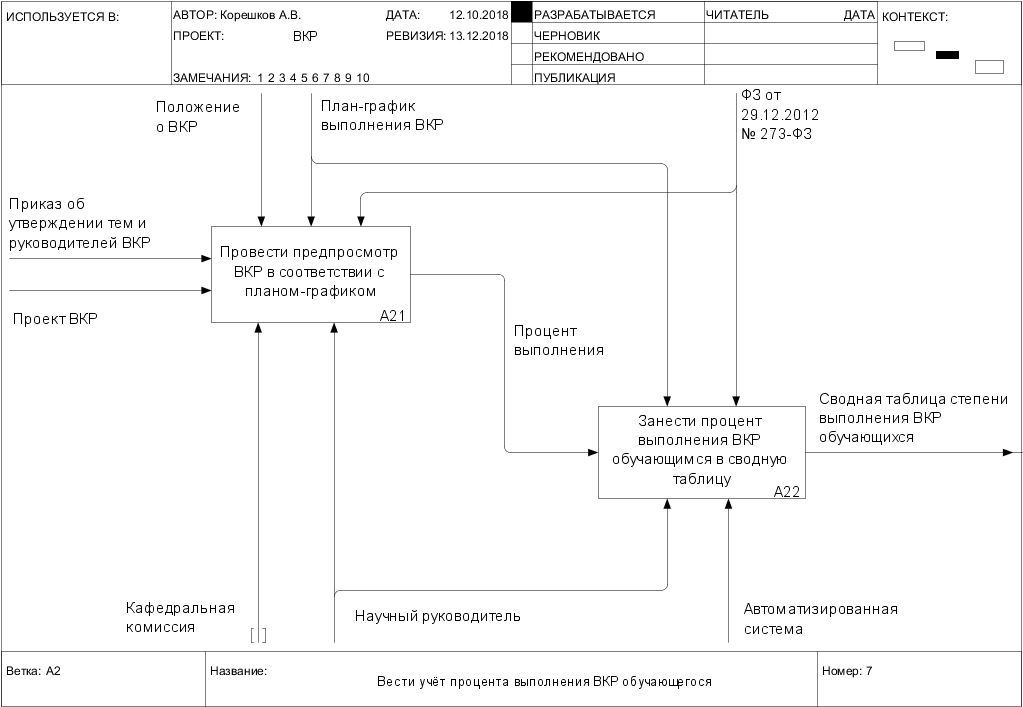 ИСПОЛЬЗУЕТСЯ В:
АВТОР: Корешков А.В.
ДАТА: 12.10.2018
ПРОЕКТ: ВКР
РЕВИЗИЯ: 13.12.2018
ЗАМЕЧАНИЯ: 1 2 3 4 5 6 7 8 9 10
РАЗРАБАТЫВАЕТСЯ
ЧЕРНОВИК
РЕКОМЕНДОВАНО
ПУБЛИКАЦИЯ
ЧИТАТЕЛЬ
ДАТА
КОНТЕКСТ:
Положение
о ВКР
План-график
выполнения ВКР
ФЗ от
29.12.2012
№ 273-ФЗ
Приказ об
утверждении тем и
руководителей ВКР
Проект ВКР
Провести предпросмотр
ВКР в соответствии с
планом-графиком
A21
Процент
выполнения
Занести процент
выполнения ВКР
обучающимся в сводную
таблицу
A22
Сводная таблица степени
выполнения ВКР
обучающихся
Кафедральная
комиссия
Научный руководитель
Автоматизированная
система
Ветка: A2
Название:
Вести учёт процента выполнения ВКР обучающегося
Номер: 7